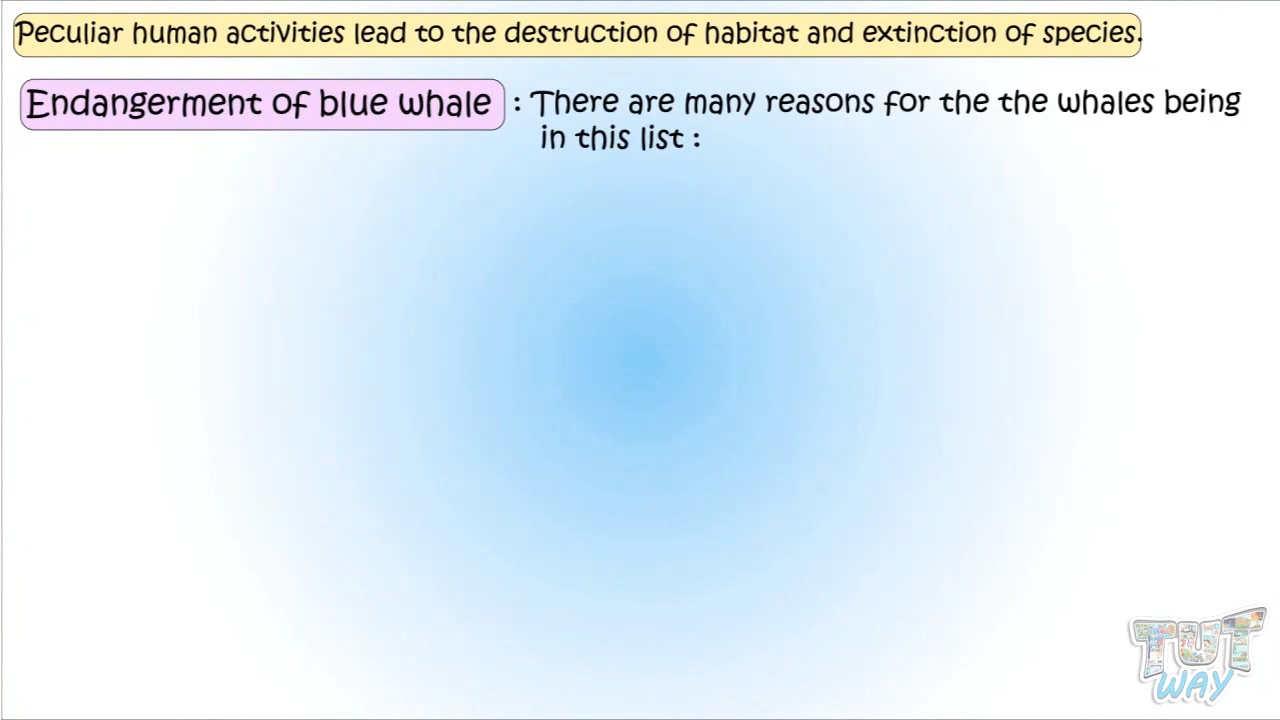 Peculiar human activities lead to the destruction of habitat and extinction of species.
Endangerment of blue whale : There are many reasons for the the whales being
in this list :
TUT
WAY